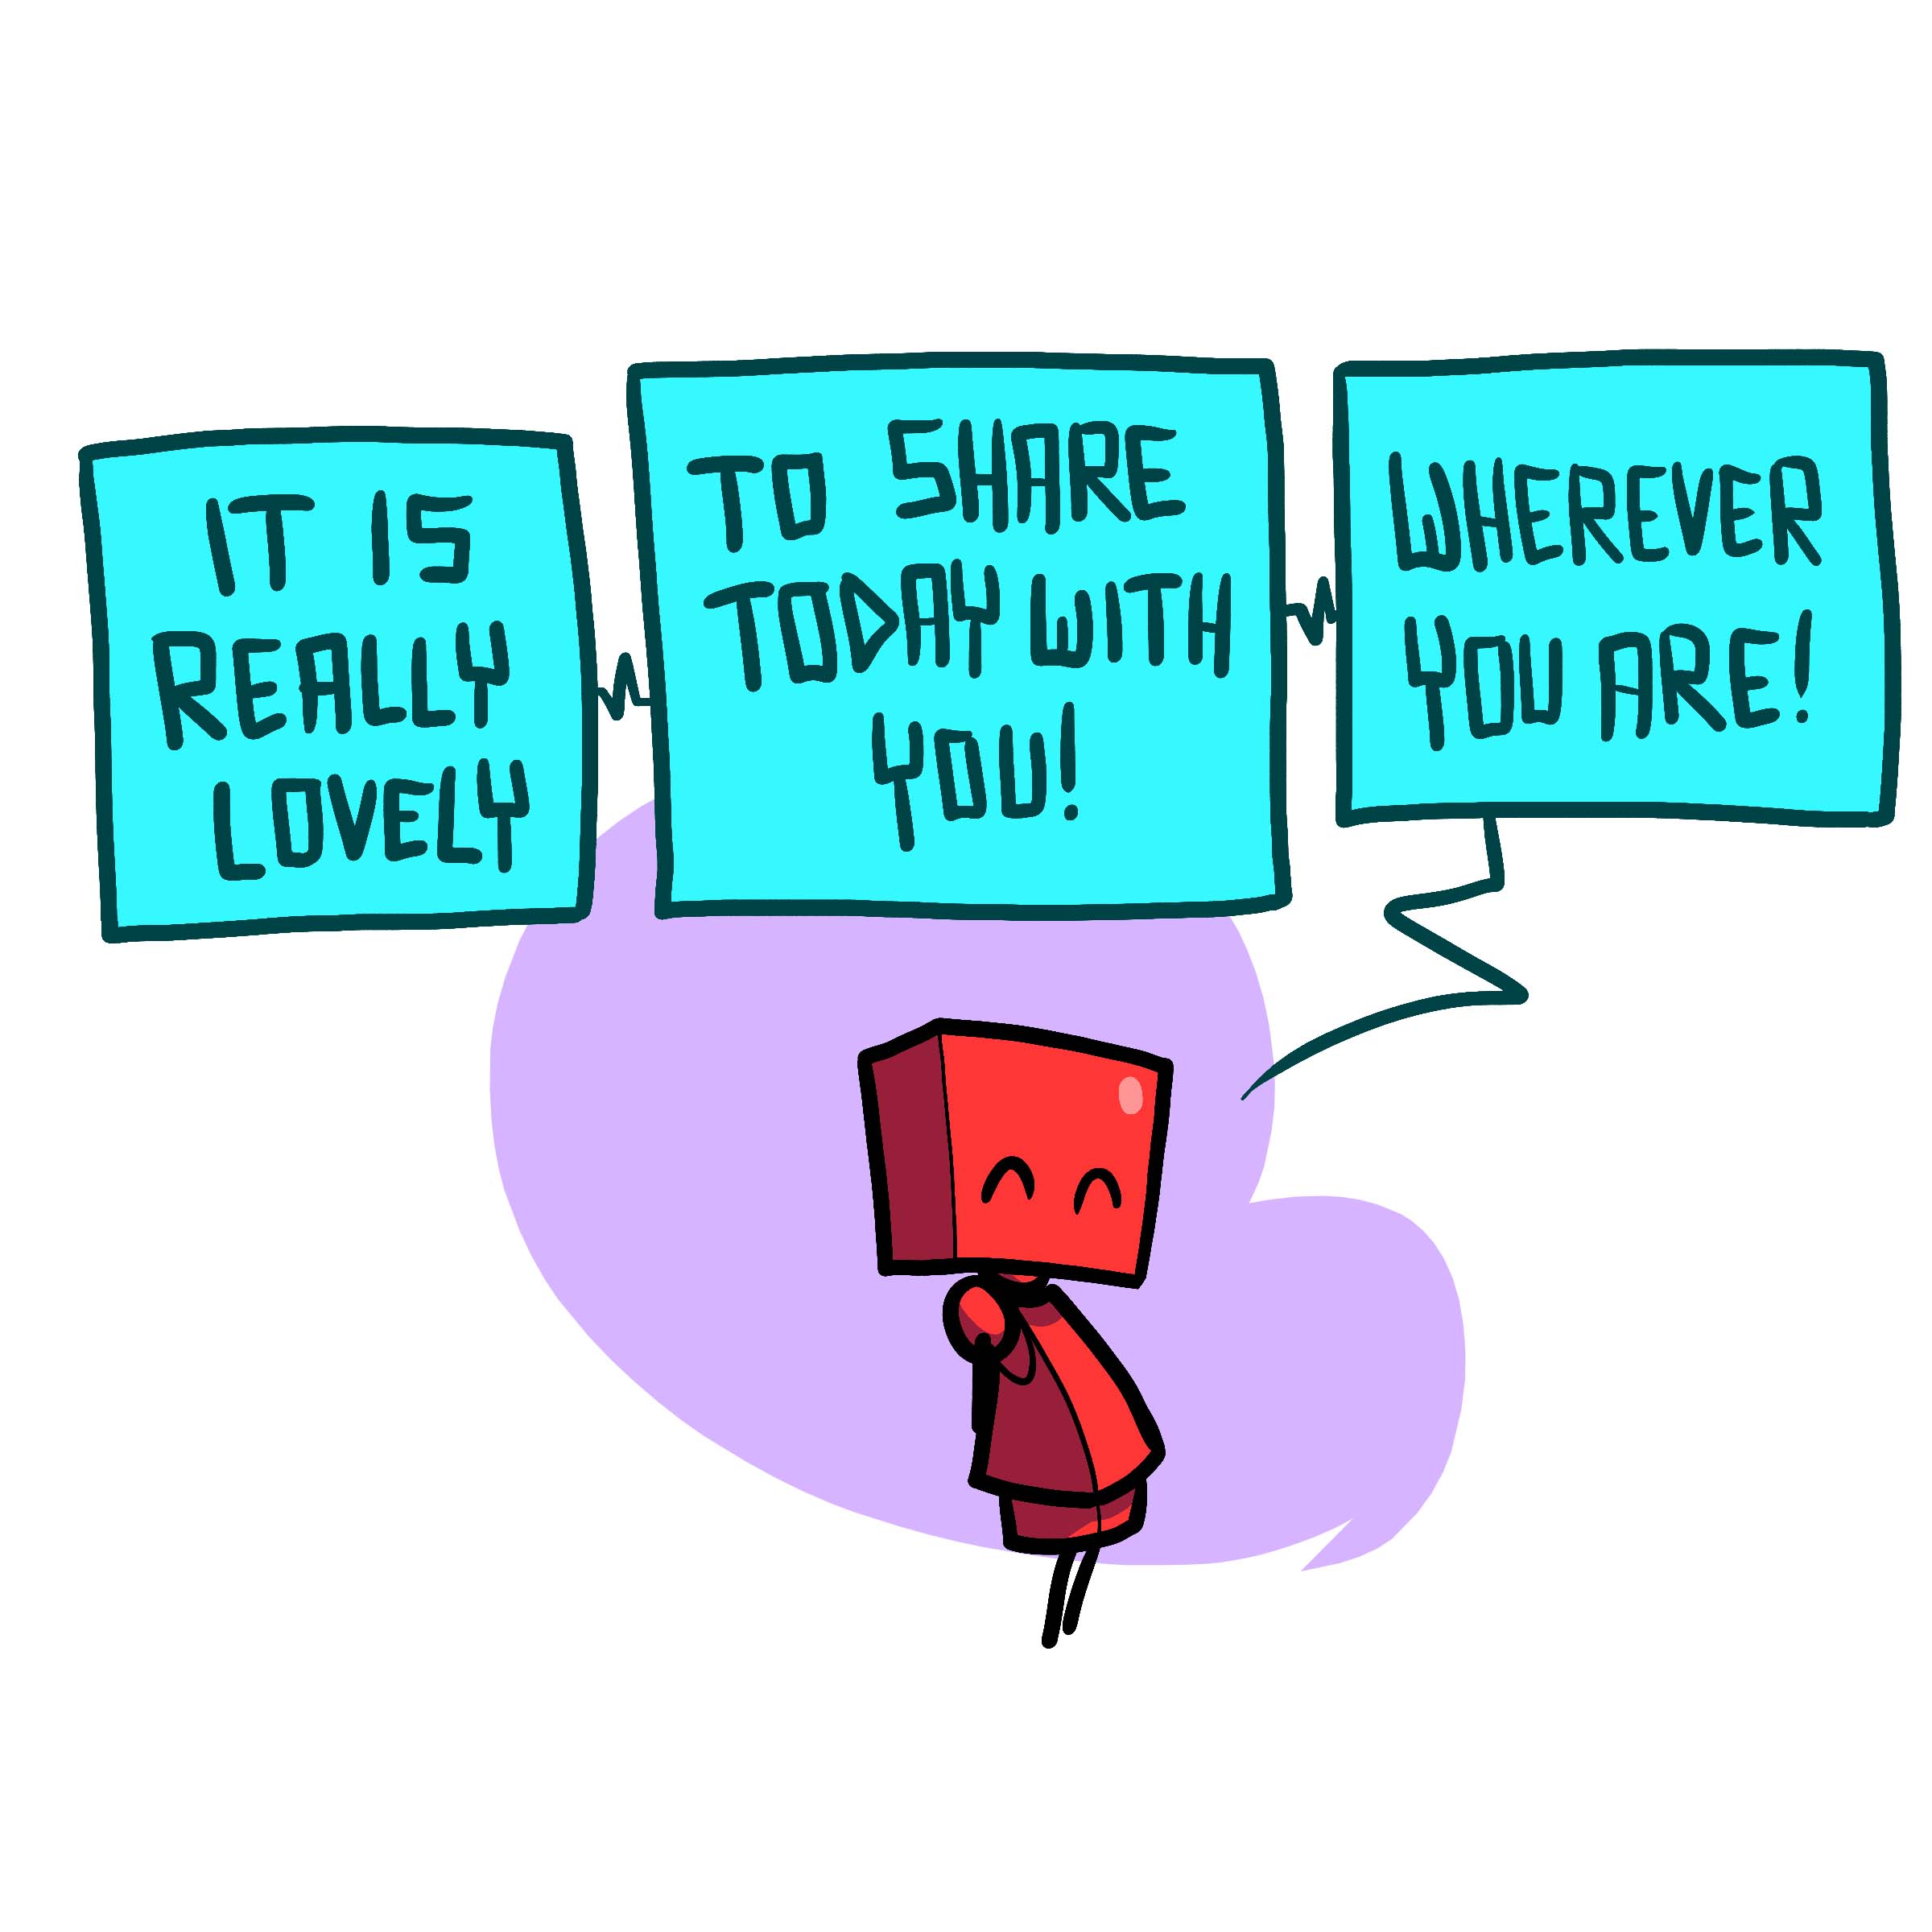 IT IS
REALLY
LOVELY
TO SHARE
TODAY WITH
YOU!
WHEREVER
YOU ARE!